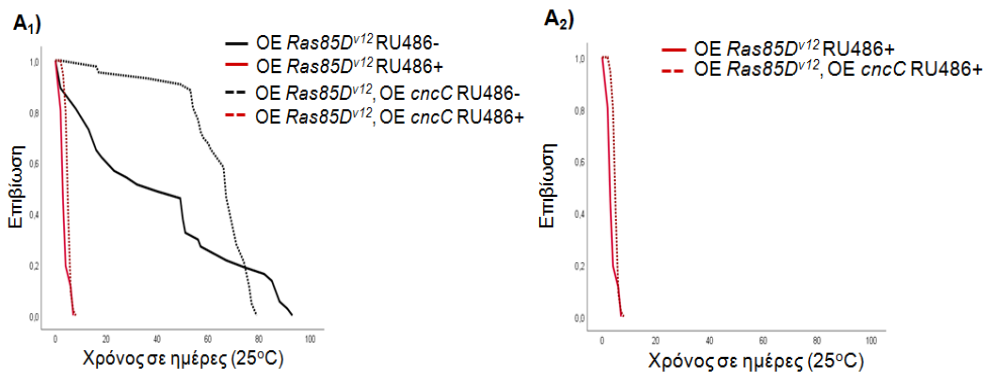 A1)
OE Ras85Dv12 RU486-
OE Ras85Dv12 RU486+
OE Ras85Dv12, OE cncC RU486-
OE Ras85Dv12, OE cncC RU486+
Επιβίωση
1,0
0,8
0,6
0,4
0,2
0,0
0 20 40 60 80 100
Χρόνος σε ημέρες (25οC)
A2)
OE Ras85Dv12 RU486+
OE Ras85Dv12, OE cncC RU486+
Επιβίωση
1,0
0,8
0,6
0,4
0,2
0,0
0 20 40 60 80 100
Χρόνος σε ημέρες (25οC)